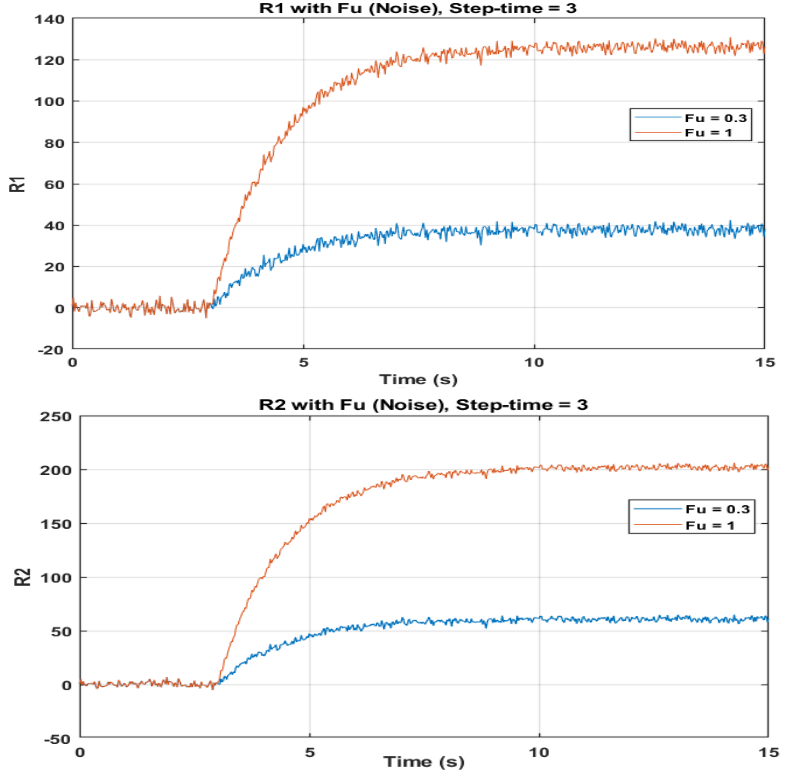 R1 with Fu (Noise), Step-time = 3
140
120
100
80
60
40
20
0
-20
R1
Fu = 0.3
Fu = 1
0 5 10 15
Time (s)
R2 with Fu (Noise), Step-time = 3
250
200
150
100
50
0
-50
R2
Fu = 0.3
Fu = 1
0 5 10 15
Time (s)